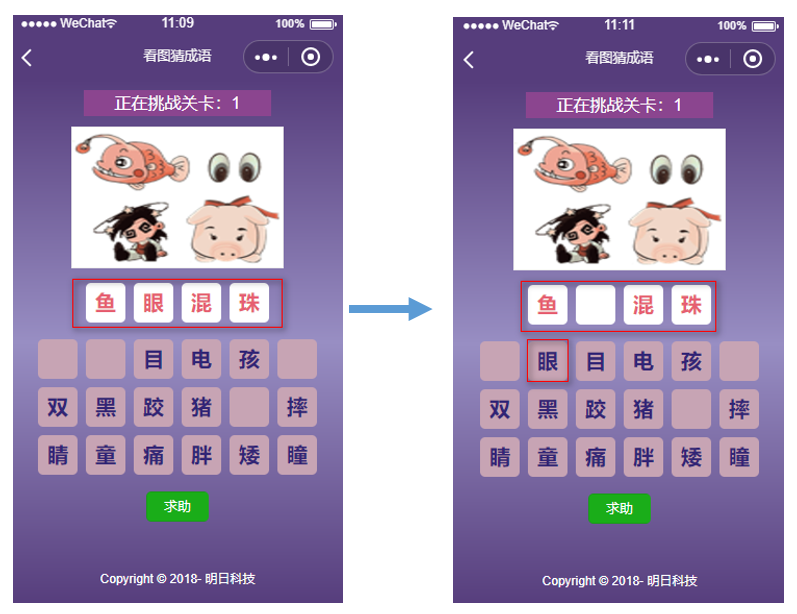 ●●●●● WeChat 11:09 100%
看图猜成语
正在挑战关卡：1
鱼 眼 混 珠
目 电 孩
双 黑 跤 猪 摔
睛 童 痛 胖 矮 瞳
求助
Copyright © 2018- 明日科技
●●●●● WeChat 11:11 100%
看图猜成语
正在挑战关卡：1
鱼 混 珠
眼 目 电 孩
双 黑 跤 猪 摔
睛 童 痛 胖 矮 瞳
求助
Copyright © 2018- 明日科技